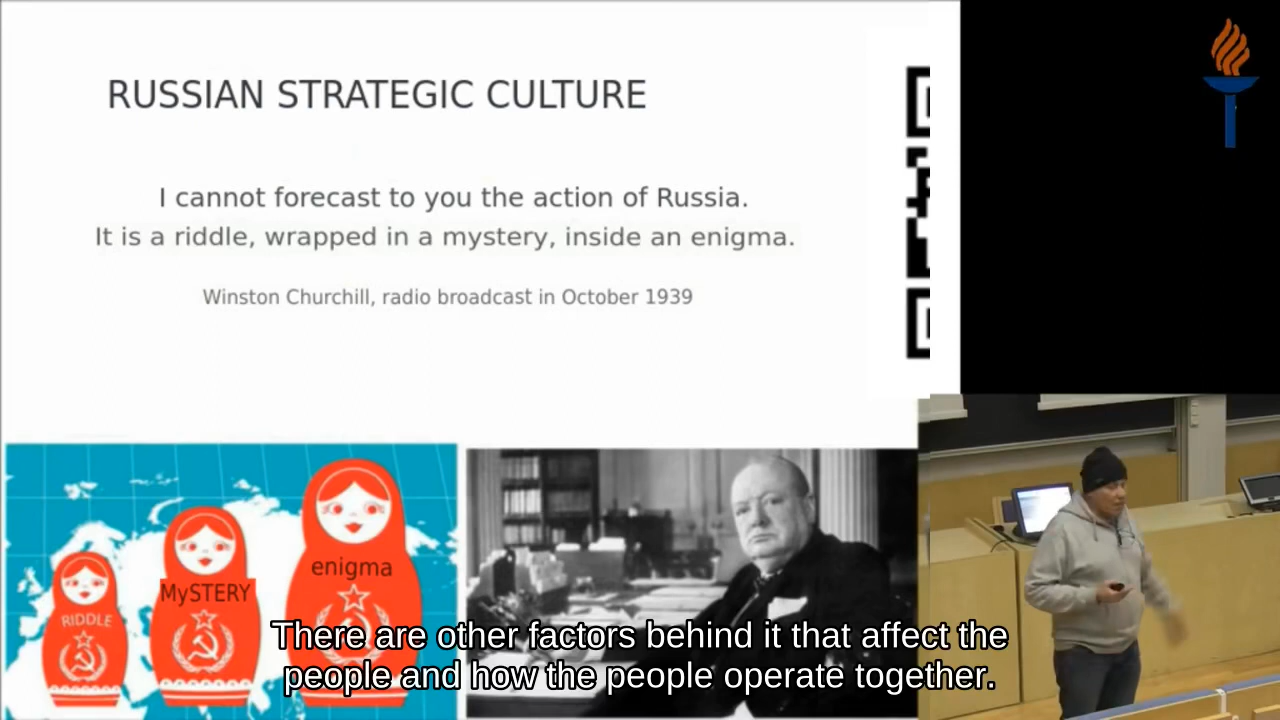 RUSSIAN STRATEGIC CULTURE
I cannot forecast to you the action of Russia.
It is a riddle, wrapped in a mystery, inside an enigma.
Winston Churchill, radio broadcast in October 1939
RIDDLE
MySTERY
enigma
There are other factors behind it that affect the
people and how the people operate together.